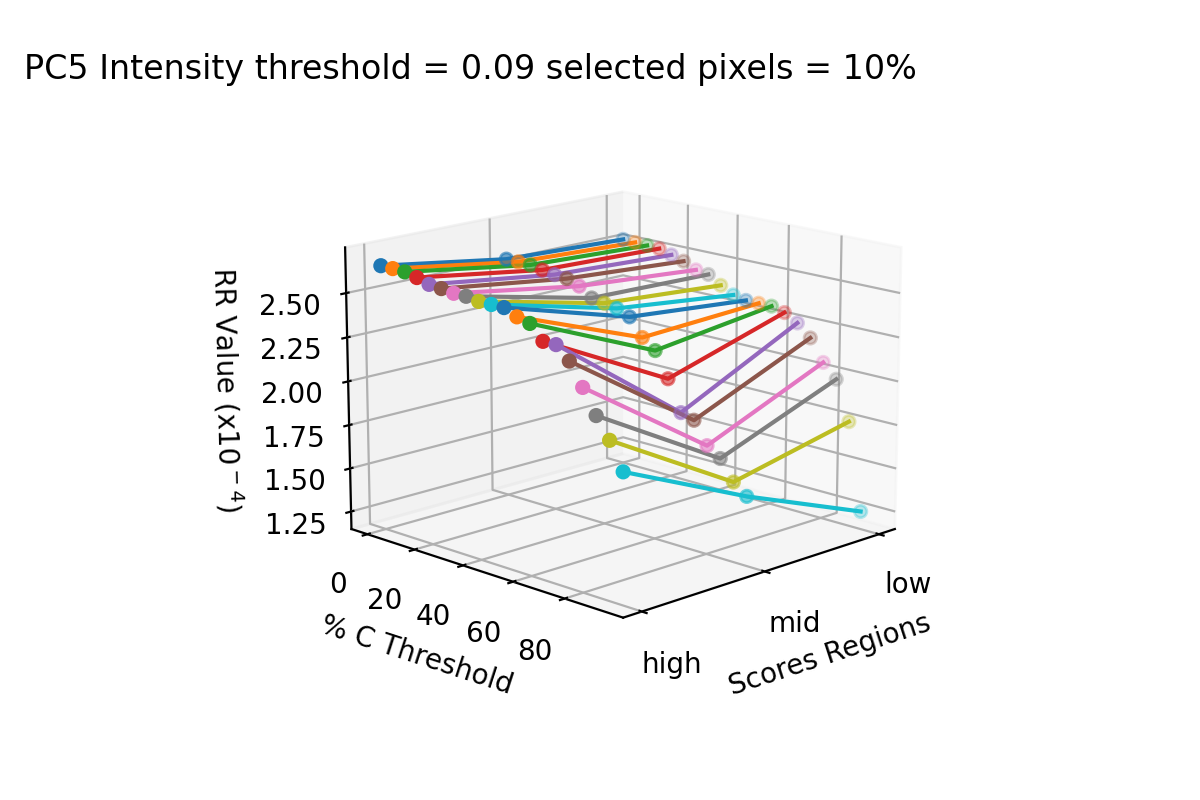 PC5 Intensity threshold = 0.09 selected pixels = 10%
RR Value (x10⁻⁴)
2.50
2.25
2.00
1.75
1.50
1.25
0
20
40
60
80
% C Threshold
high
mid
low
Scores Regions